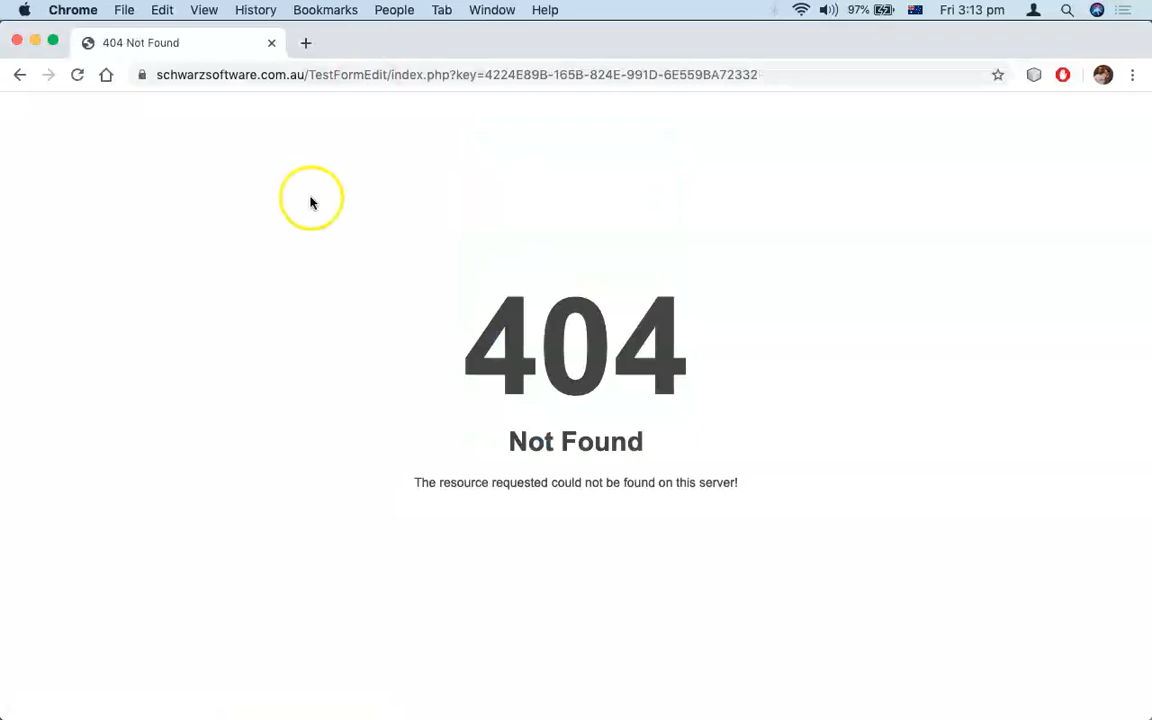 Chrome File Edit View History Bookmarks People Tab Window Help 97% Fri 3:13 pm
404 Not Found
schwarzsoftware.com.au/TestFormEdit/index.php?key=4224E89B-165B-824E-991D-6E559BA72332
404
Not Found
The resource requested could not be found on this server!